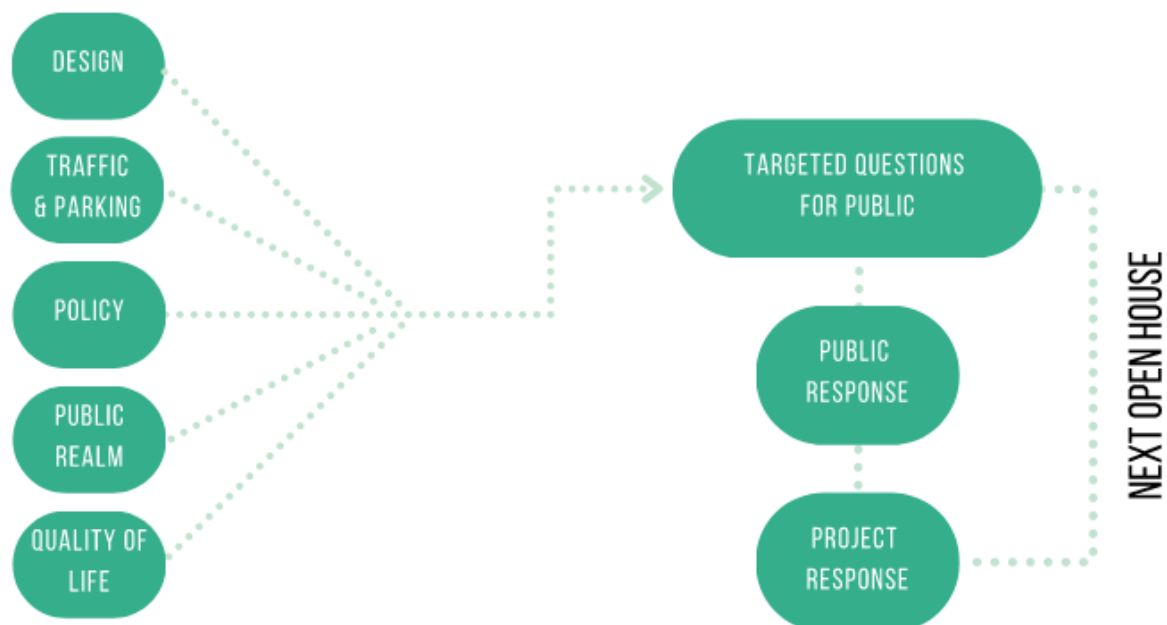 DESIGN
TRAFFIC
& PARKING
POLICY
PUBLIC
REALM
QUALITY OF
LIFE
TARGETED QUESTIONS
FOR PUBLIC
PUBLIC
RESPONSE
PROJECT
RESPONSE
NEXT OPEN HOUSE